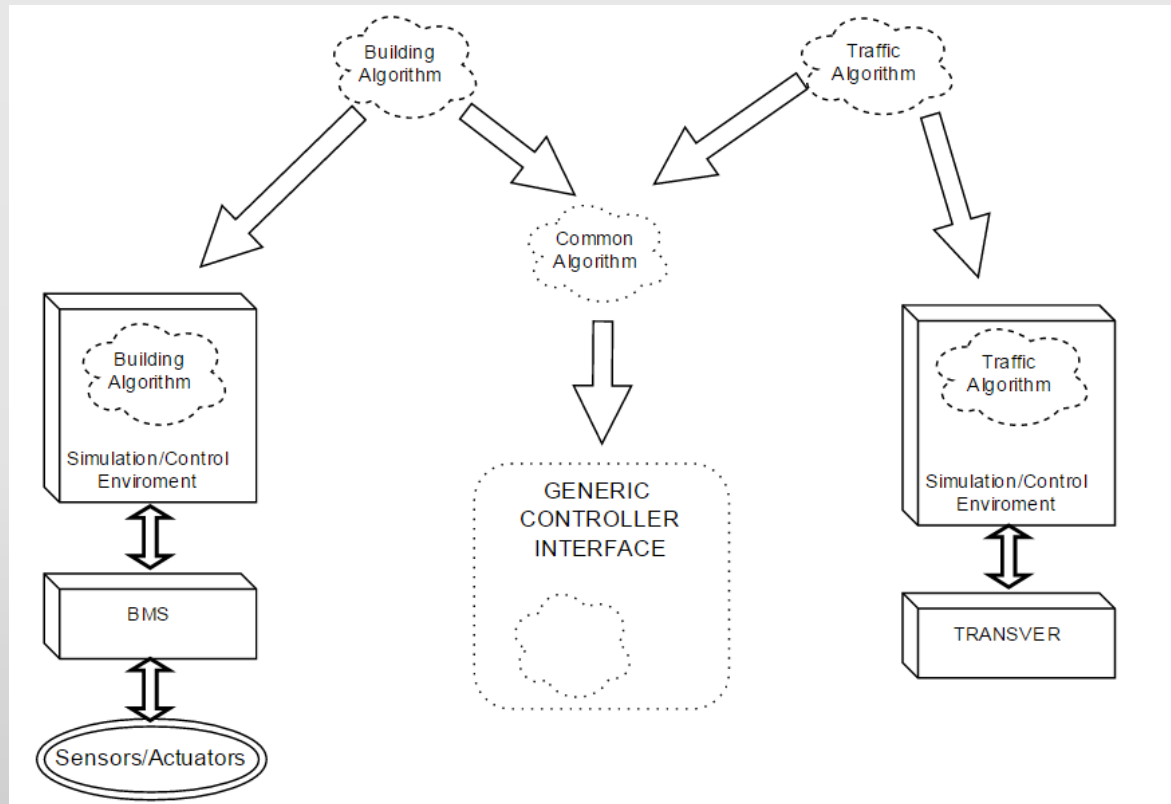 Building
Algorithm
Traffic
Algorithm
Common
Algorithm
Building
Algorithm
Simulation/Control
Enviroment
GENERIC
CONTROLLER
INTERFACE
Traffic
Algorithm
Simulation/Control
Enviroment
BMS
TRANSVER
Sensors/Actuators